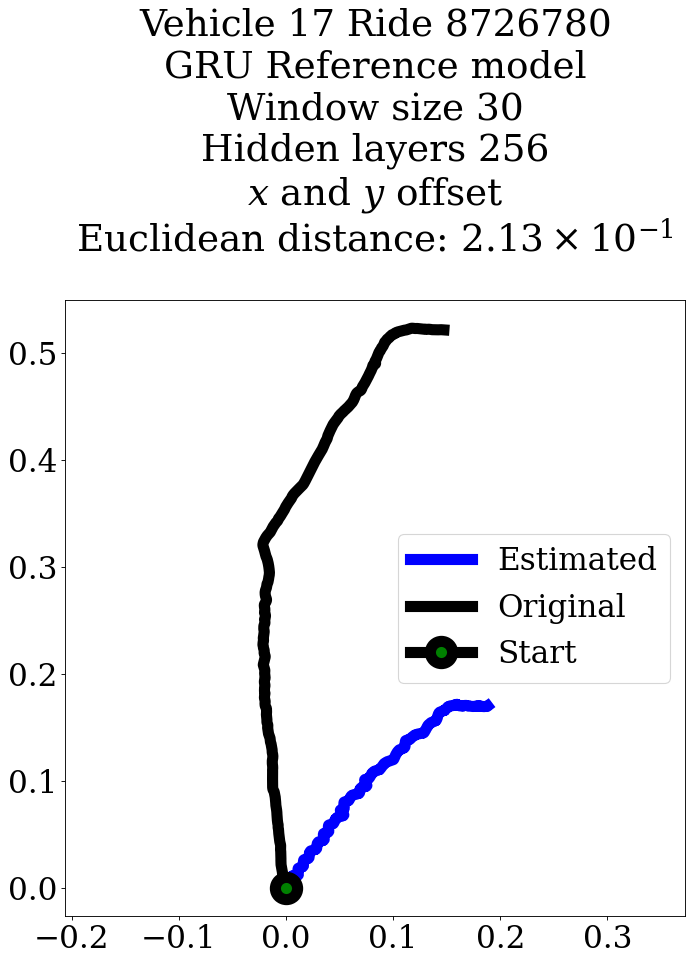 Vehicle 17 Ride 8726780
GRU Reference model
Window size 30
Hidden layers 256
x and y offset
Euclidean distance: 2.13 × 10⁻¹
0.5
0.4
0.3
0.2
0.1
0.0
Estimated
Original
Start
−0.2 −0.1 0.0 0.1 0.2 0.3